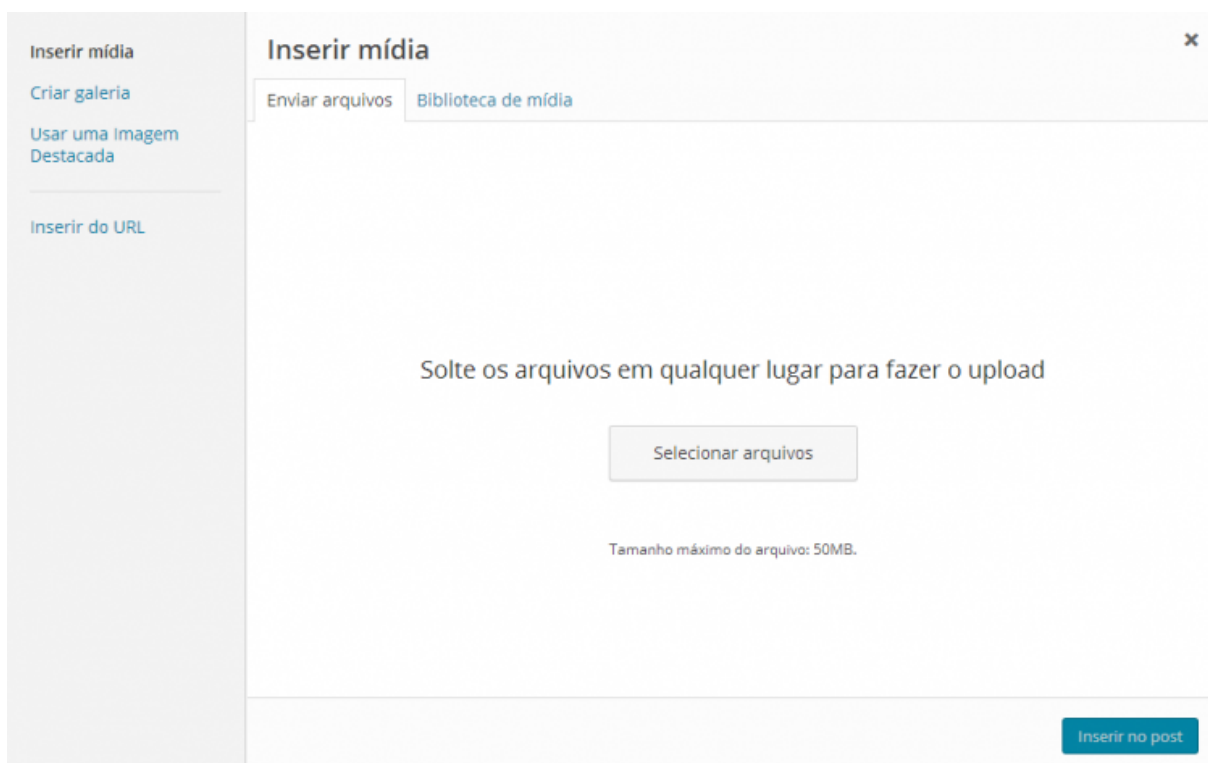 Inserir mídia
Criar galeria
Usar uma Imagem
Destacada
Inserir do URL
Inserir mídia
Enviar arquivos
Biblioteca de mídia
Solte os arquivos em qualquer lugar para fazer o upload
Selecionar arquivos
Tamanho máximo do arquivo: 50MB.
Inserir no post